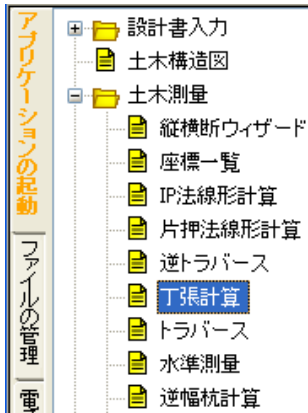 アプリケーションの起動
ファイルの管理
電
設計書入力
土木構造図
土木測量
縦横断ウィザード
座標一覧
IP法線形計算
片押法線形計算
逆トラバース
丁張計算
トラバース
水準測量
逆幅杭計算